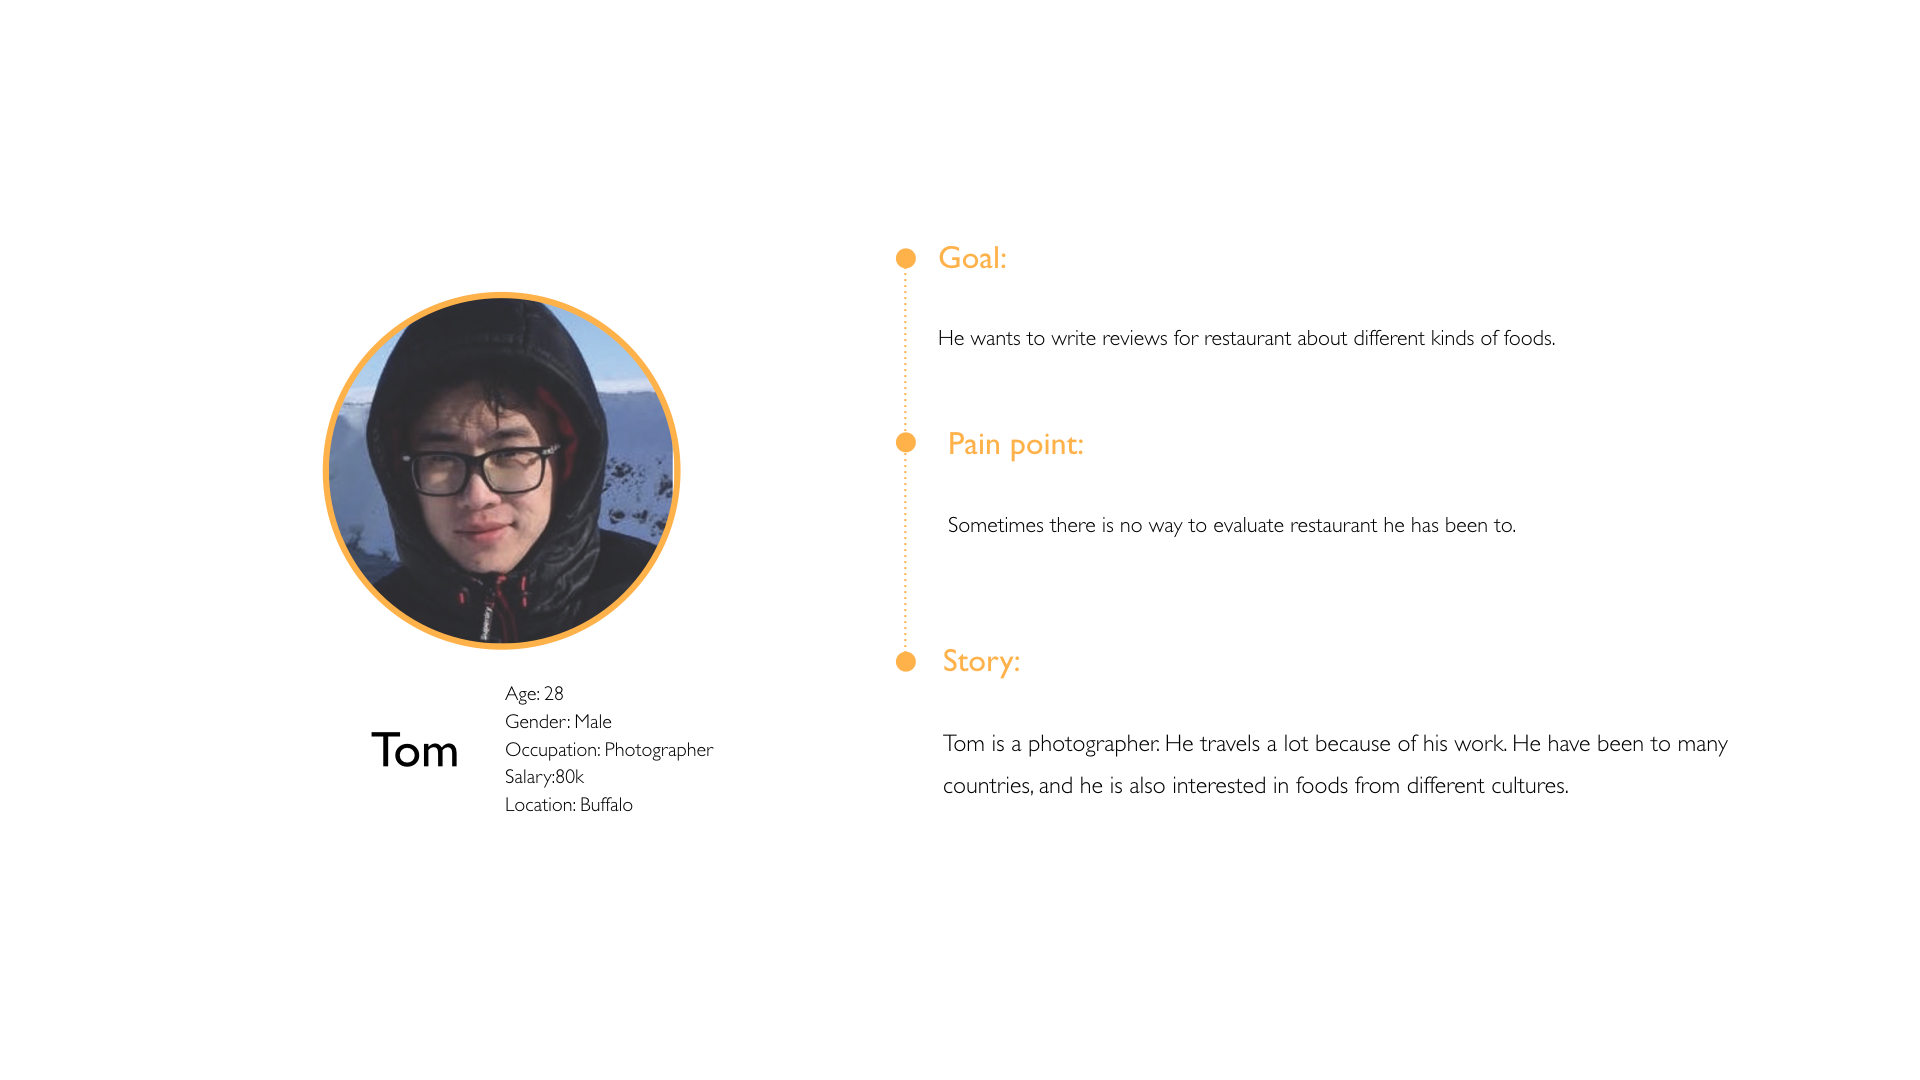 Goal:
He wants to write reviews for restaurant about different kinds of foods.
Pain point:
Sometimes there is no way to evaluate restaurant he has been to.
Story:
Tom is a photographer. He travels a lot because of his work. He have been to many
countries, and he is also interested in foods from different cultures.
Tom
Age: 28
Gender: Male
Occupation: Photographer
Salary:80k
Location: Buffalo